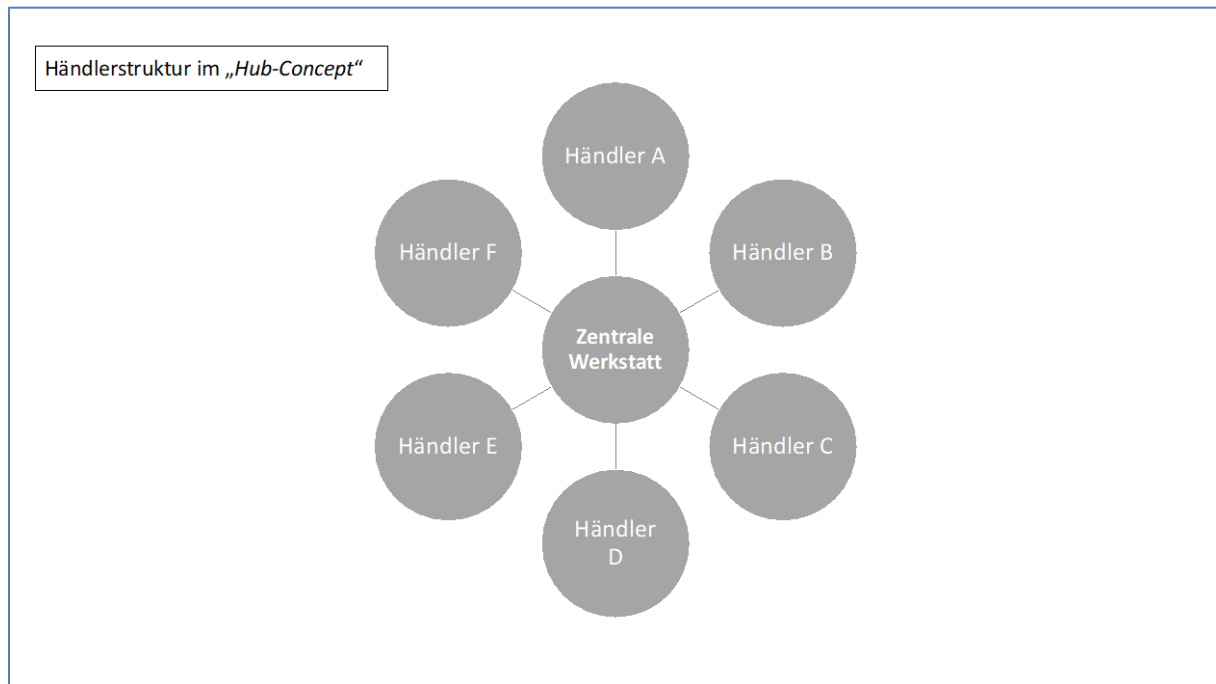 Händlerstruktur im „Hub-Concept“
Händler A
Händler F
Händler B
Zentrale
Werkstatt
Händler E
Händler C
Händler
D